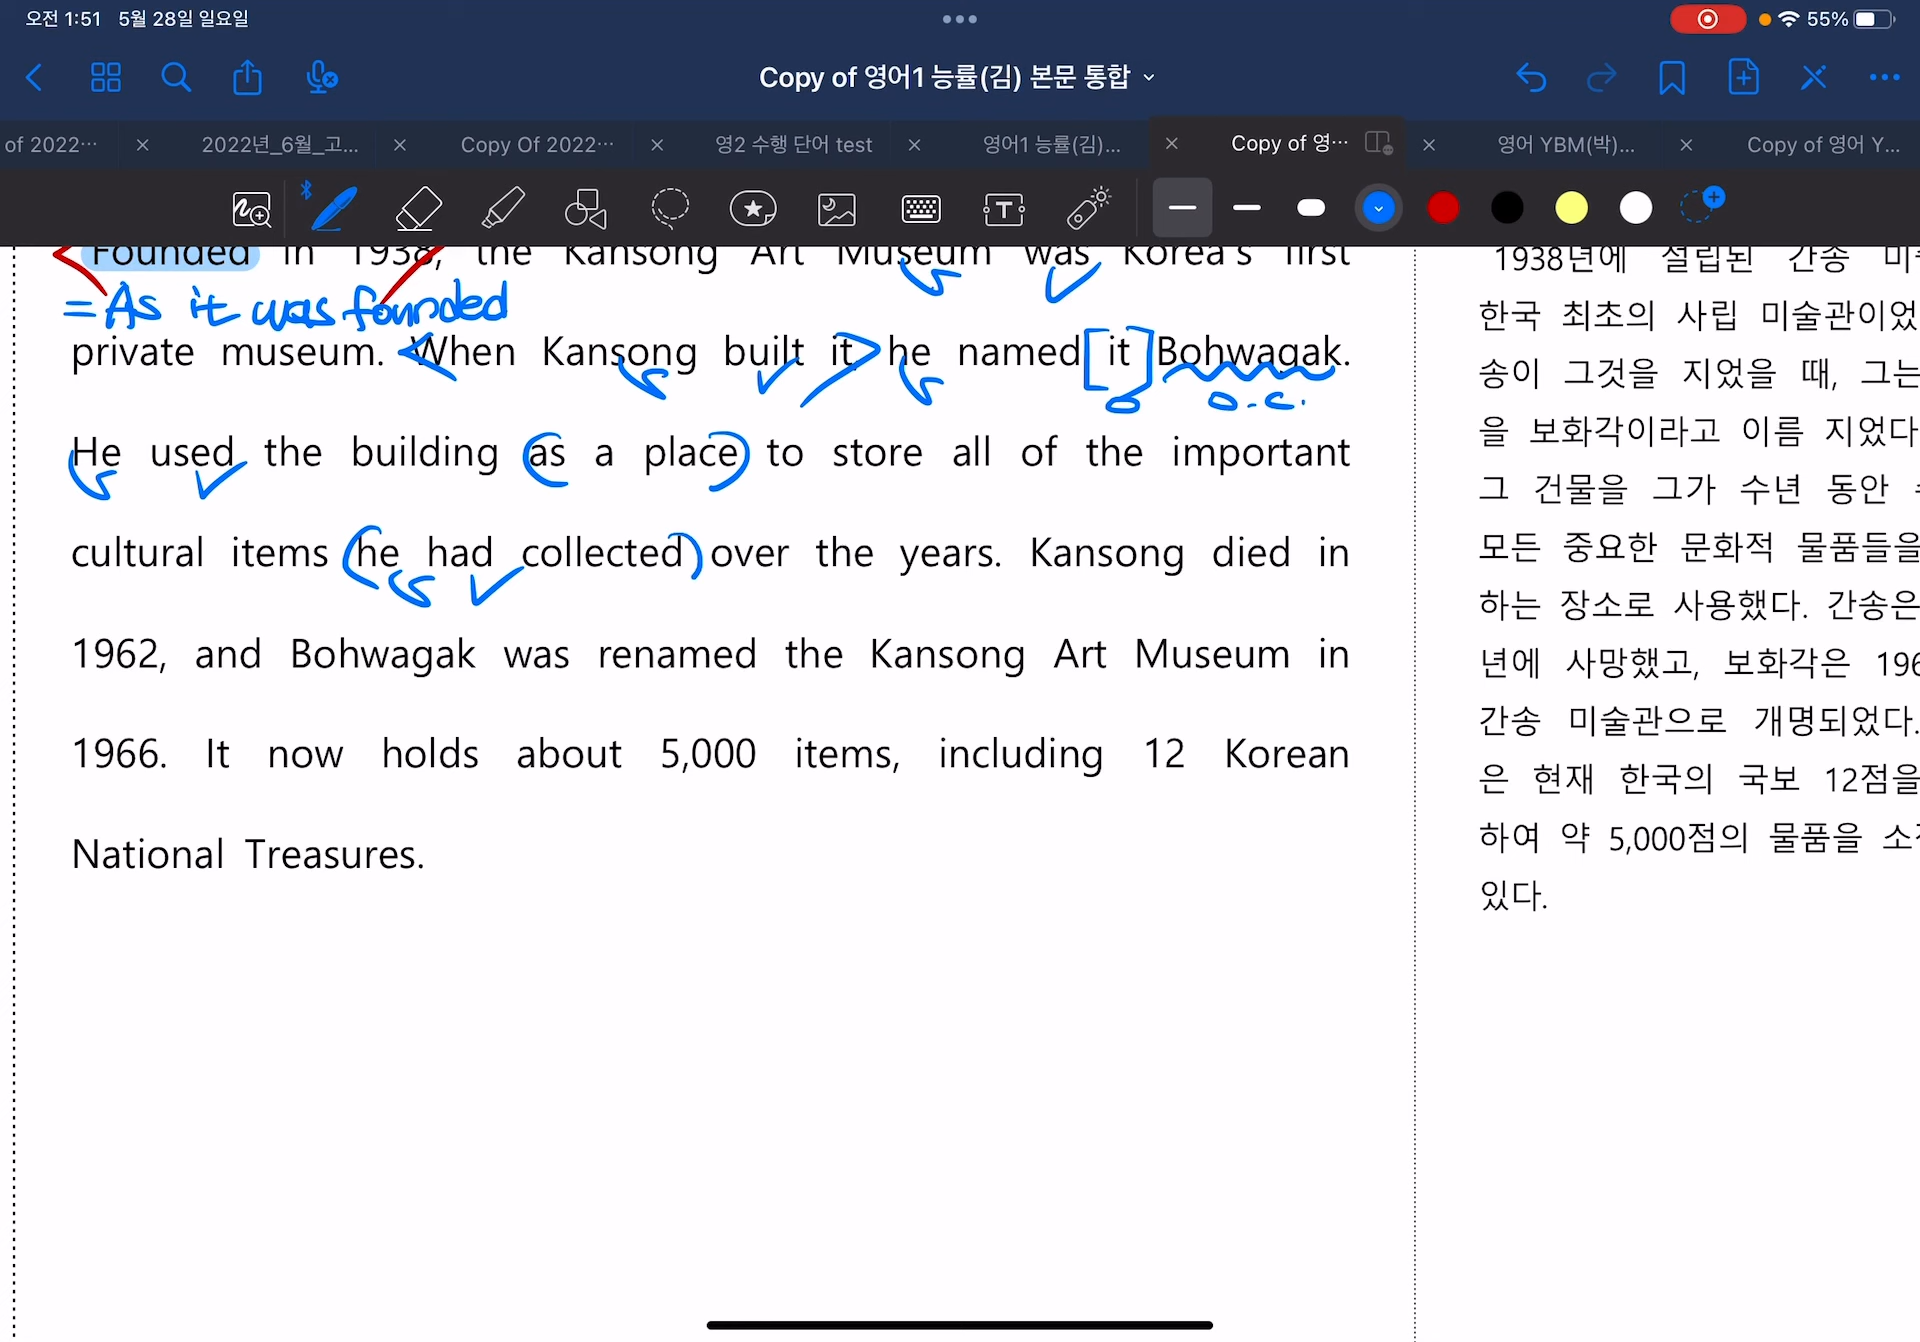 오전 1:51 5월 28일 일요일
55%
Copy of 영어1 능률(김) 본문 통합
of 2022···
2022년_6월_고...
Copy Of 2022···
영2 수행 단어 test
영어1 능률(김)...
Copy of 영···
영어 YBM(박)...
Copy of 영어 Y...
Founded in 1938, the Kansong Art Museum was Korea's first
= As it was founded
private museum. When Kansong built it, he named [it] Bohwagak.
O O.C.
He used the building (as a place) to store all of the important
cultural items (he had collected) over the years. Kansong died in
1962, and Bohwagak was renamed the Kansong Art Museum in
1966. It now holds about 5,000 items, including 12 Korean
National Treasures.
1938년에 설립된 간송
한국 최초의 사립 미술관이었
송이 그것을 지었을 때, 그는
을 보화각이라고 이름 지었다
그 건물을 그가 수년 동안
모든 중요한 문화적 물품들을
하는 장소로 사용했다. 간송은
년에 사망했고, 보화각은 196
간송 미술관으로 개명되었다.
은 현재 한국의 국보 12점을
하여 약 5,000점의 물품을
있다.